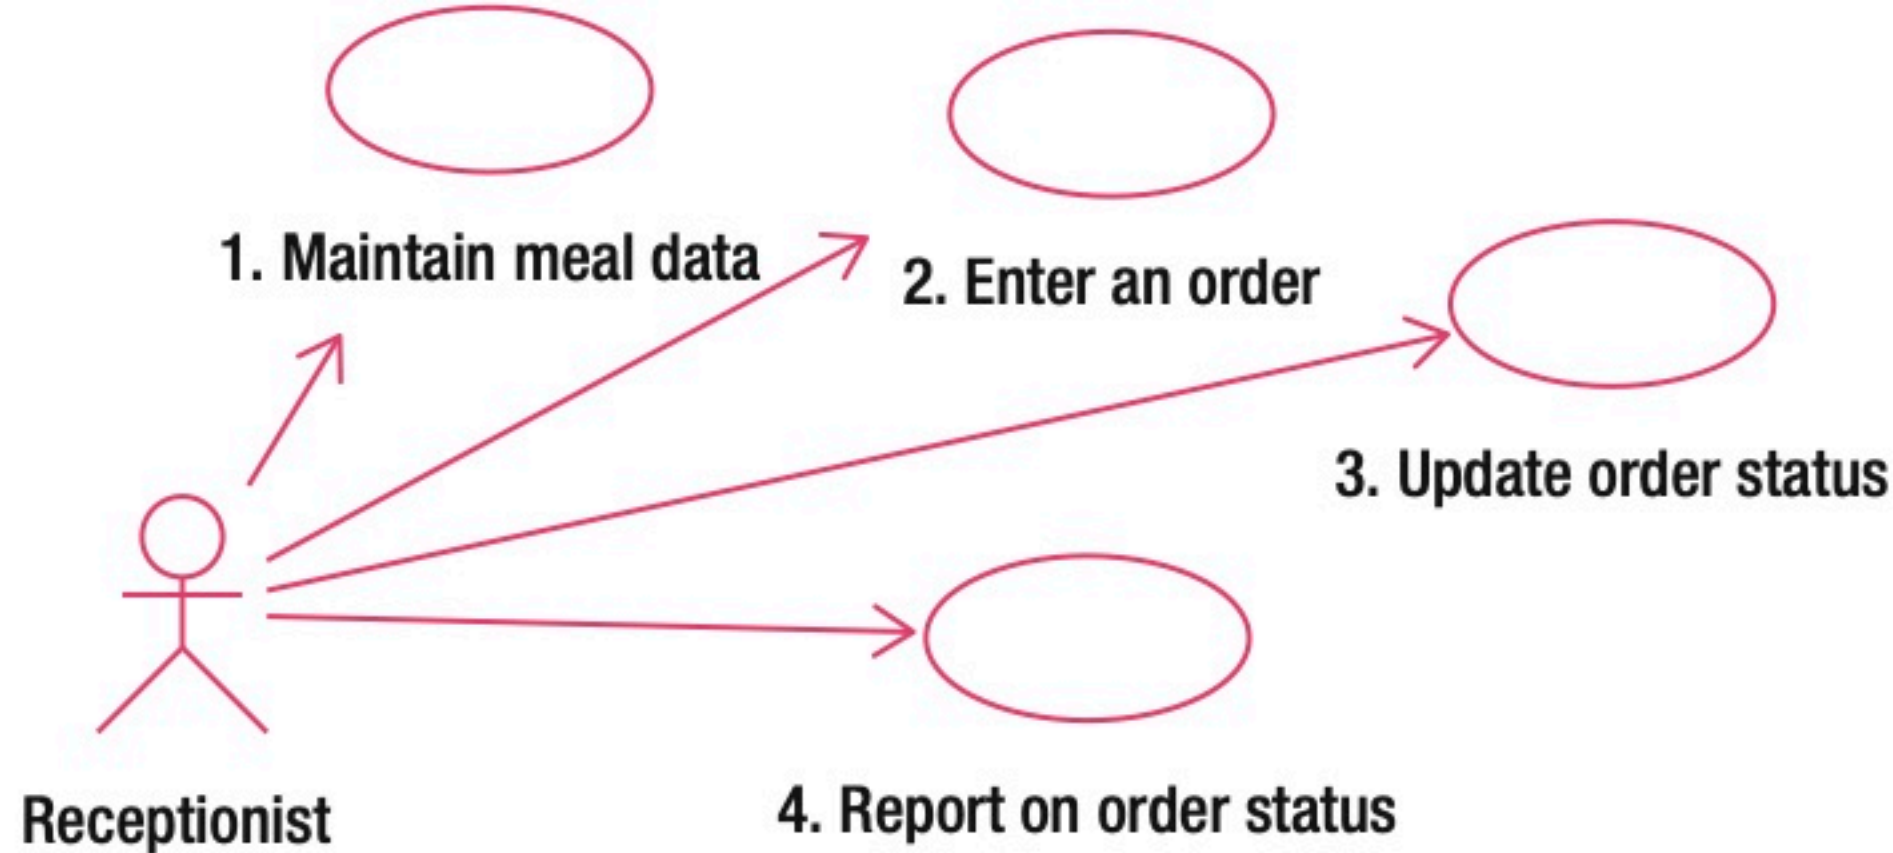 1. Maintain meal data
2. Enter an order
3. Update order status
4. Report on order status
Receptionist